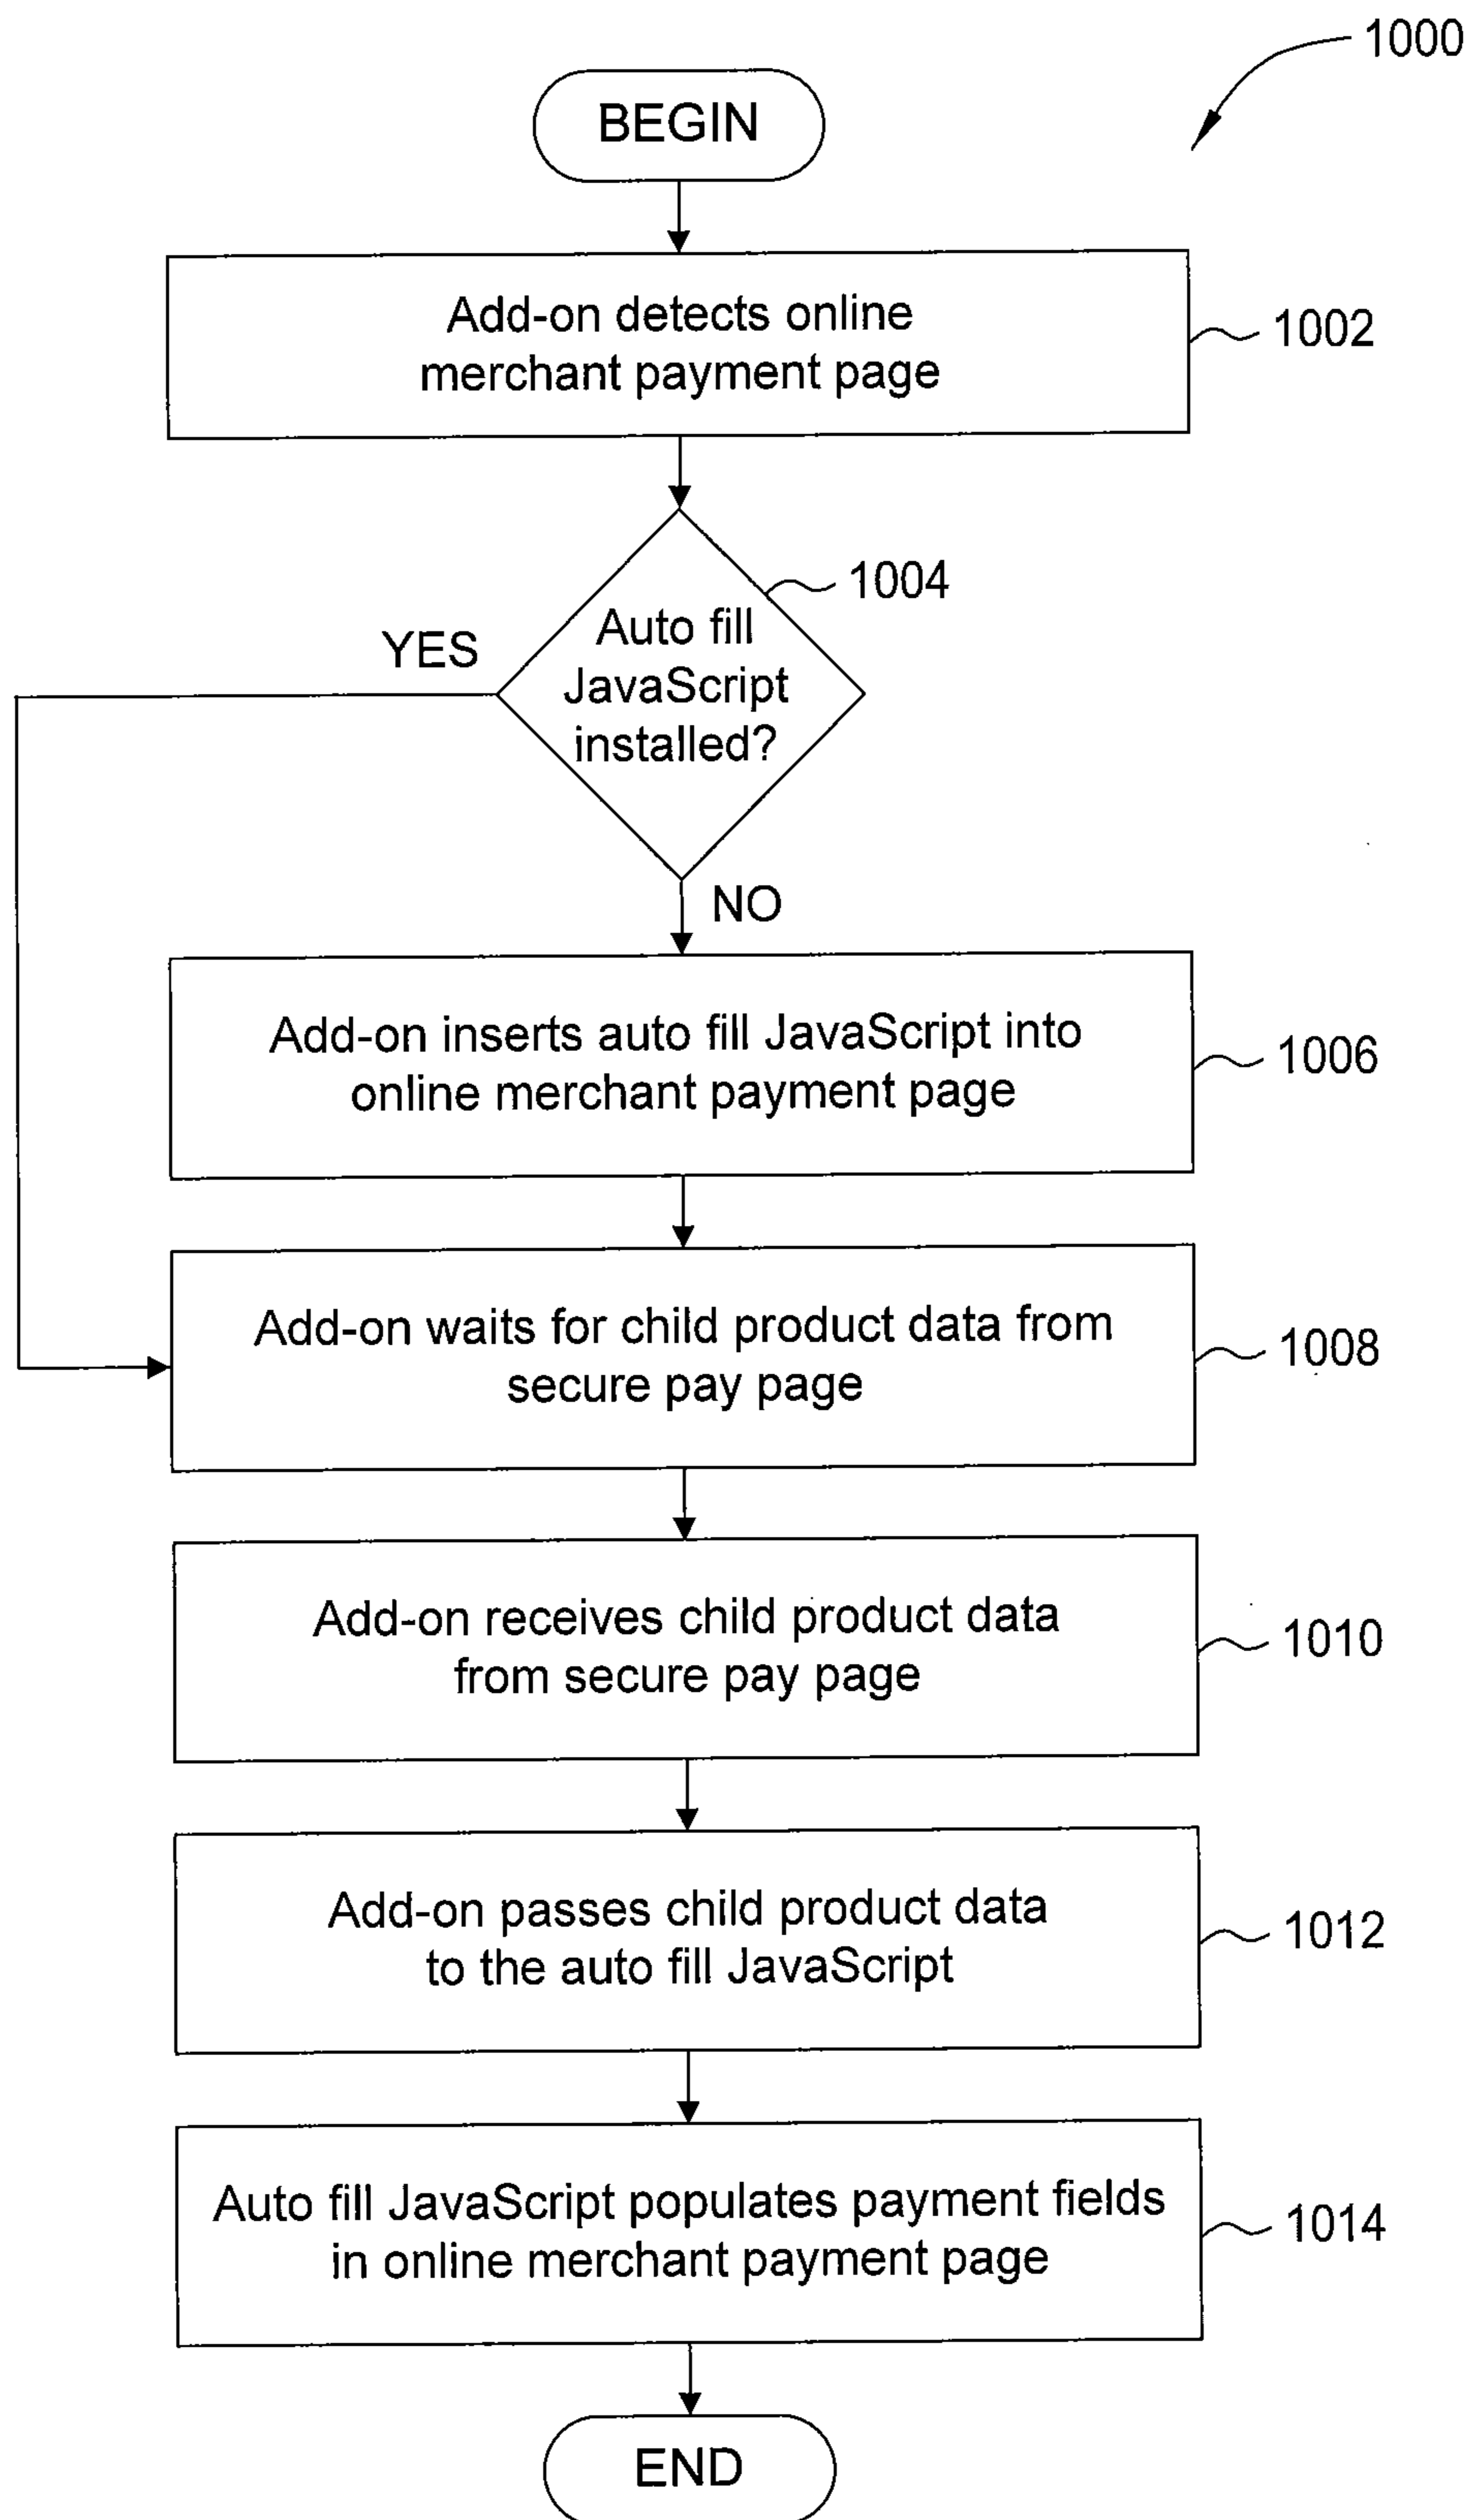 1000
BEGIN
Add-on detects online
merchant payment page
1002
1004
Auto fill
JavaScript
installed?
YES
NO
Add-on inserts auto fill JavaScript into
online merchant payment page
1006
Add-on waits for child product data from
secure pay page
1008
Add-on receives child product data
from secure pay page
1010
Add-on passes child product data
to the auto fill JavaScript
1012
Auto fill JavaScript populates payment fields
in online merchant payment page
1014
END